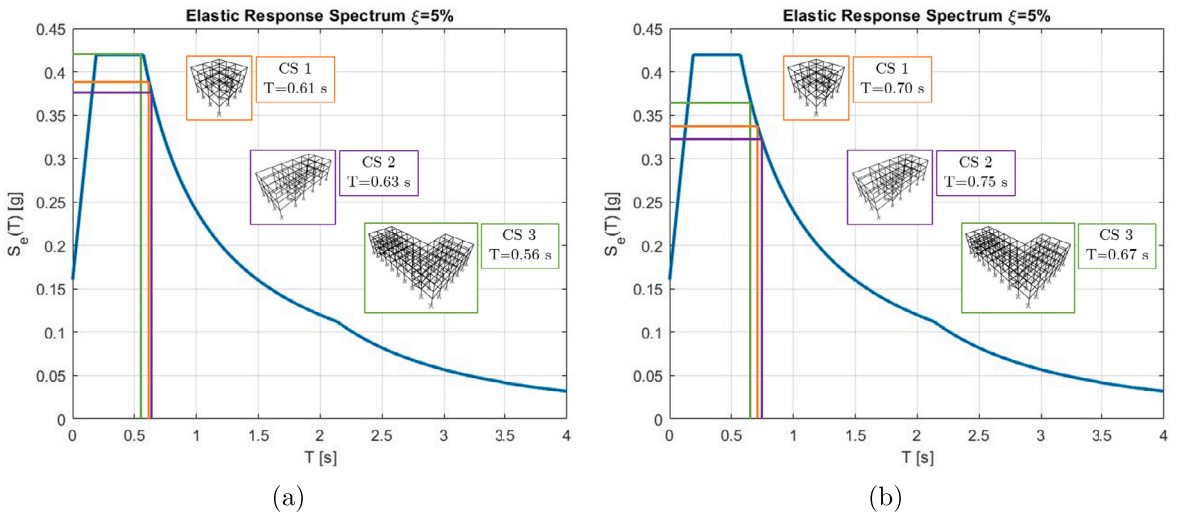 Elastic Response Spectrum ξ=5%
0.45
0.4
0.35
0.3
0.25
0.2
0.15
0.1
0.05
0
S_e(T) [g]
CS 1
T=0.61 s
CS 2
T=0.63 s
CS 3
T=0.56 s
0 0.5 1 1.5 2 2.5 3 3.5 4
T [s]
(a)
Elastic Response Spectrum ξ=5%
0.45
0.4
0.35
0.3
0.25
0.2
0.15
0.1
0.05
0
S_e(T) [g]
CS 1
T=0.70 s
CS 2
T=0.75 s
CS 3
T=0.67 s
0 0.5 1 1.5 2 2.5 3 3.5 4
T [s]
(b)